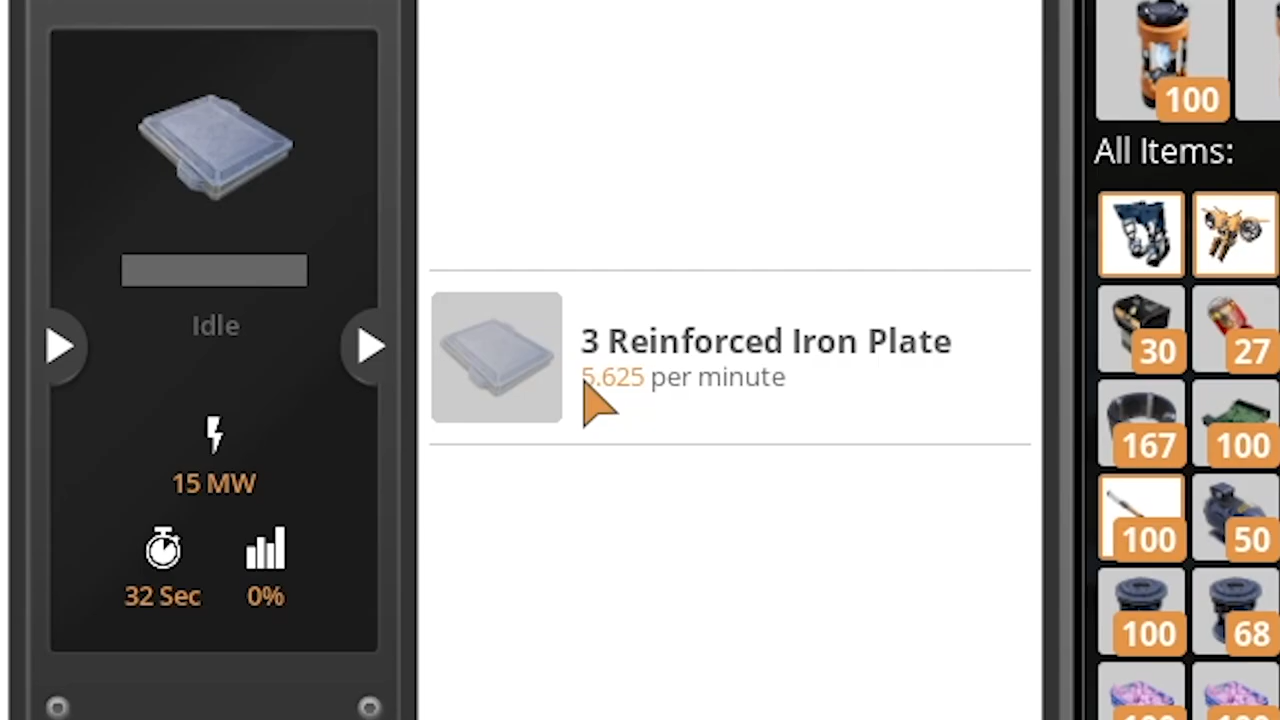 Idle
15 MW
32 Sec
0%
3 Reinforced Iron Plate
5.625 per minute
100
All Items:
30
27
167
100
100
50
100
68